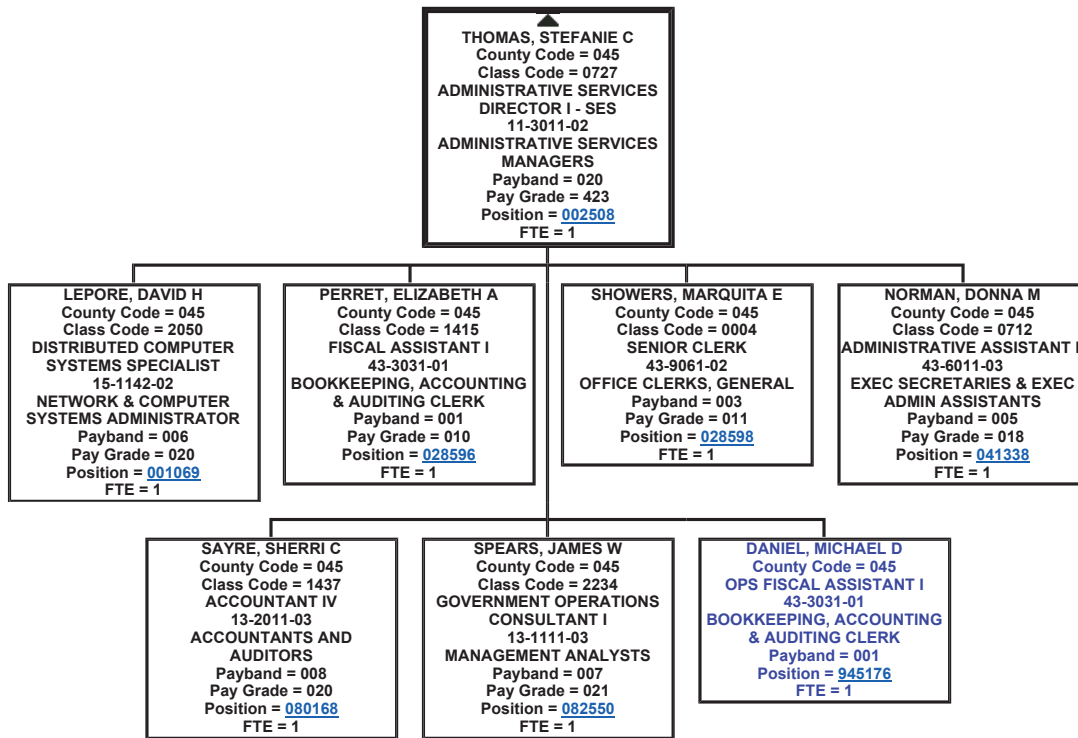 THOMAS, STEFANIE C
County Code = 045
Class Code = 0727
ADMINISTRATIVE SERVICES
DIRECTOR I - SES
11-3011-02
ADMINISTRATIVE SERVICES
MANAGERS
Payband = 020
Pay Grade = 423
Position = 002508
FTE = 1
LEPORE, DAVID H
County Code = 045
Class Code = 2050
DISTRIBUTED COMPUTER
SYSTEMS SPECIALIST
15-1142-02
NETWORK & COMPUTER
SYSTEMS ADMINISTRATOR
Payband = 006
Pay Grade = 020
Position = 001069
FTE = 1
PERRET, ELIZABETH A
County Code = 045
Class Code = 1415
FISCAL ASSISTANT I
43-3031-01
BOOKKEEPING, ACCOUNTING
& AUDITING CLERK
Payband = 001
Pay Grade = 010
Position = 028596
FTE = 1
SHOWERS, MARQUITA E
County Code = 045
Class Code = 0004
SENIOR CLERK
43-9061-02
OFFICE CLERKS, GENERAL
Payband = 003
Pay Grade = 011
Position = 028598
FTE = 1
NORMAN, DONNA M
County Code = 045
Class Code = 0712
ADMINISTRATIVE ASSISTANT
43-6011-03
EXEC SECRETARIES & EXEC
ADMIN ASSISTANTS
Payband = 005
Pay Grade = 018
Position = 041338
FTE = 1
SAYRE, SHERRI C
County Code = 045
Class Code = 1437
ACCOUNTANT IV
13-2011-03
ACCOUNTANTS AND
AUDITORS
Payband = 008
Pay Grade = 020
Position = 080168
FTE = 1
SPEARS, JAMES W
County Code = 045
Class Code = 2234
GOVERNMENT OPERATIONS
CONSULTANT I
13-1111-03
MANAGEMENT ANALYSTS
Payband = 007
Pay Grade = 021
Position = 082550
FTE = 1
DANIEL, MICHAEL D
County Code = 045
OPS FISCAL ASSISTANT I
43-3031-01
BOOKKEEPING, ACCOUNTING
& AUDITING CLERK
Payband = 001
Position = 945176
FTE = 1